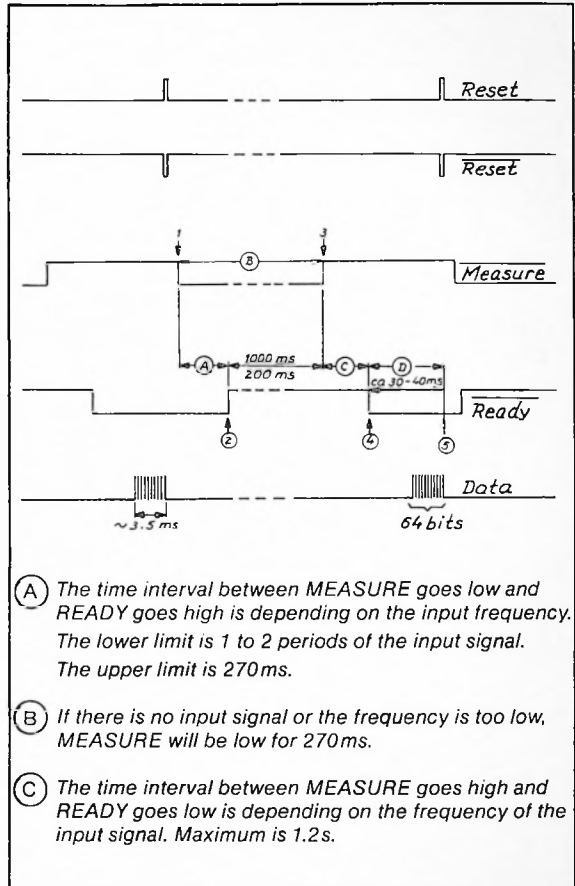 Reset
Reset
1 3
B
Measure
A 1000 ms C D
200 ms ca 30-40ms
Ready
2 4 5
Data
~3.5 ms 64 bits
A The time interval between MEASURE goes low and
READY goes high is depending on the input frequency.
The lower limit is 1 to 2 periods of the input signal.
The upper limit is 270ms.
B If there is no input signal or the frequency is too low,
MEASURE will be low for 270ms.
C The time interval between MEASURE goes high and
READY goes low is depending on the frequency of the
input signal. Maximum is 1.2s.